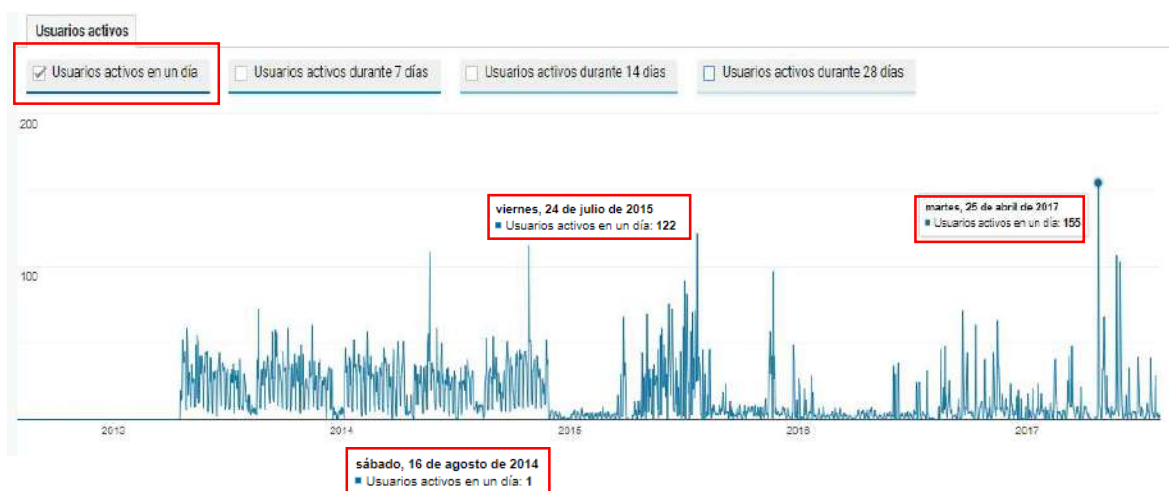 Usuarios activos
Usuarios activos en un día
Usuarios activos durante 7 días
Usuarios activos durante 14 días
Usuarios activos durante 28 días
200
viernes, 24 de julio de 2015
Usuarios activos en un día: 122
martes, 25 de abril de 2017
Usuarios activos en un día: 155
100
2013
2014
2015
2016
2017
sábado, 16 de agosto de 2014
Usuarios activos en un día: 1